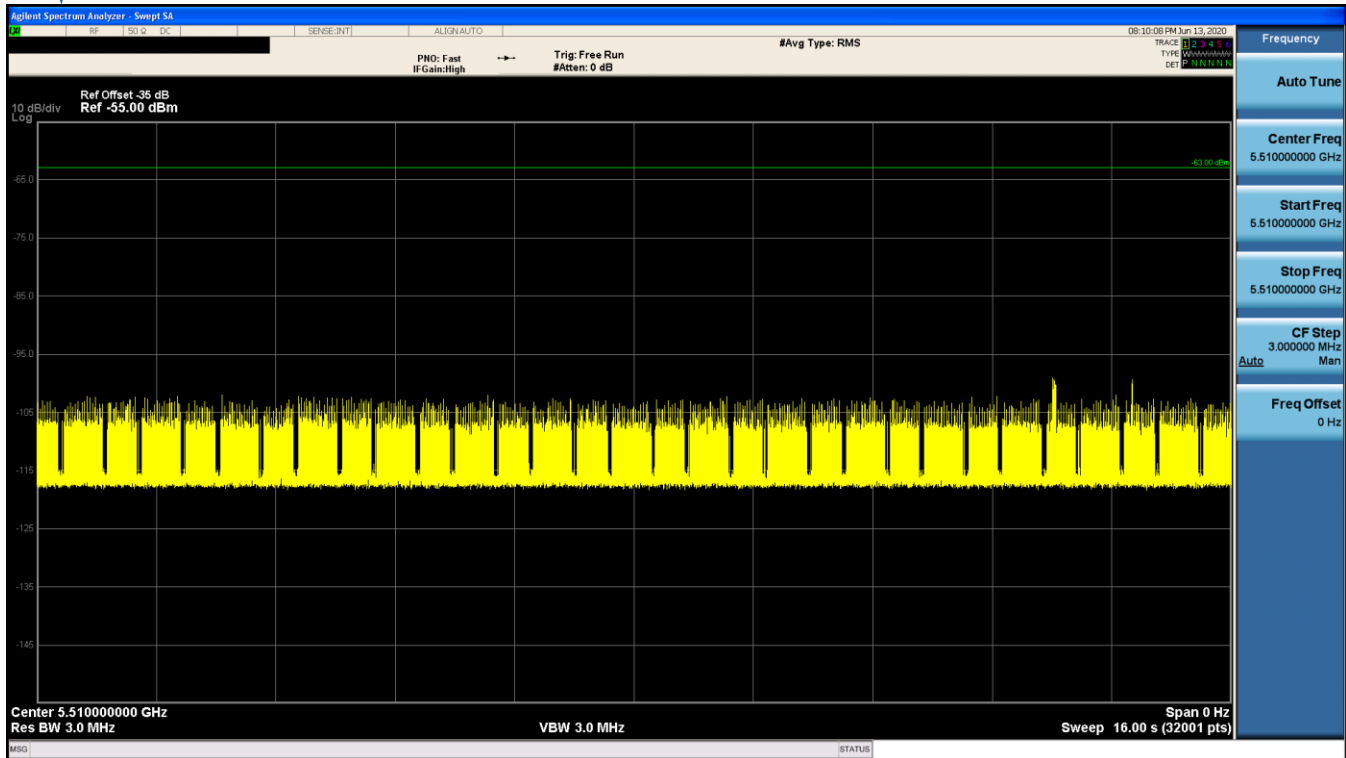 Agilent Spectrum Analyzer - Swept SA
RF 50 Ω DC SENSE:INT ALIGN AUTO 08:10:08 PM Jun 13, 2020
#Avg Type: RMS
TRACE 1 2 3 4 5 6
TYPE
DET P N N N N N
PNO: Fast
IFGain:High
Trig: Free Run
#Atten: 0 dB
Ref Offset -35 dB
10 dB/div Ref -55.00 dBm
Log
-63.00 dBm
-65.0
-75.0
-85.0
-95.0
-105
-115
-125
-135
-145
Center 5.510000000 GHz Span 0 Hz
Res BW 3.0 MHz VBW 3.0 MHz Sweep 16.00 s (32001 pts)
MSG STATUS
Frequency
Auto Tune
Center Freq
5.510000000 GHz
Start Freq
5.510000000 GHz
Stop Freq
5.510000000 GHz
CF Step
3.000000 MHz
Auto Man
Freq Offset
0 Hz